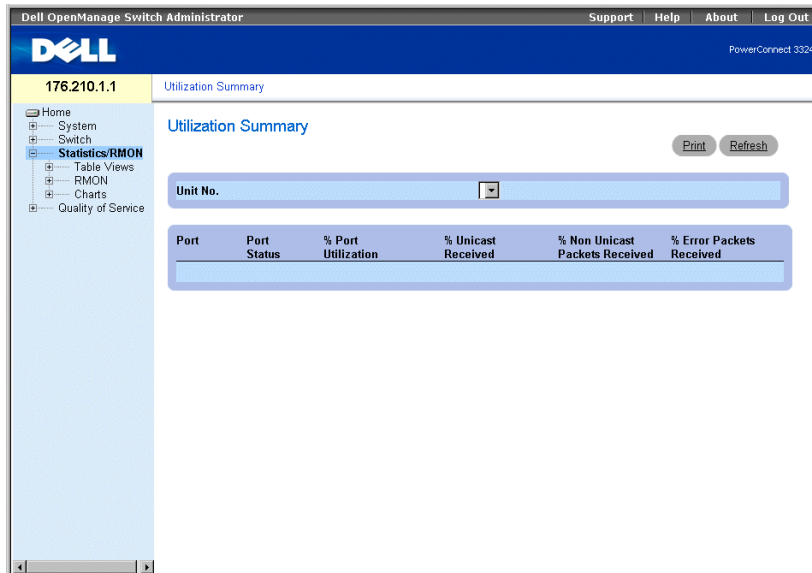 Dell OpenManage Switch Administrator
Support Help About Log Out
DELL
PowerConnect 3324
176.210.1.1
Utilization Summary
Home
System
Switch
Statistics/RMON
Table Views
RMON
Charts
Quality of Service
Utilization Summary
Print Refresh
Unit No.
Port Port Status % Port Utilization % Unicast Received % Non Unicast Packets Received % Error Packets Received